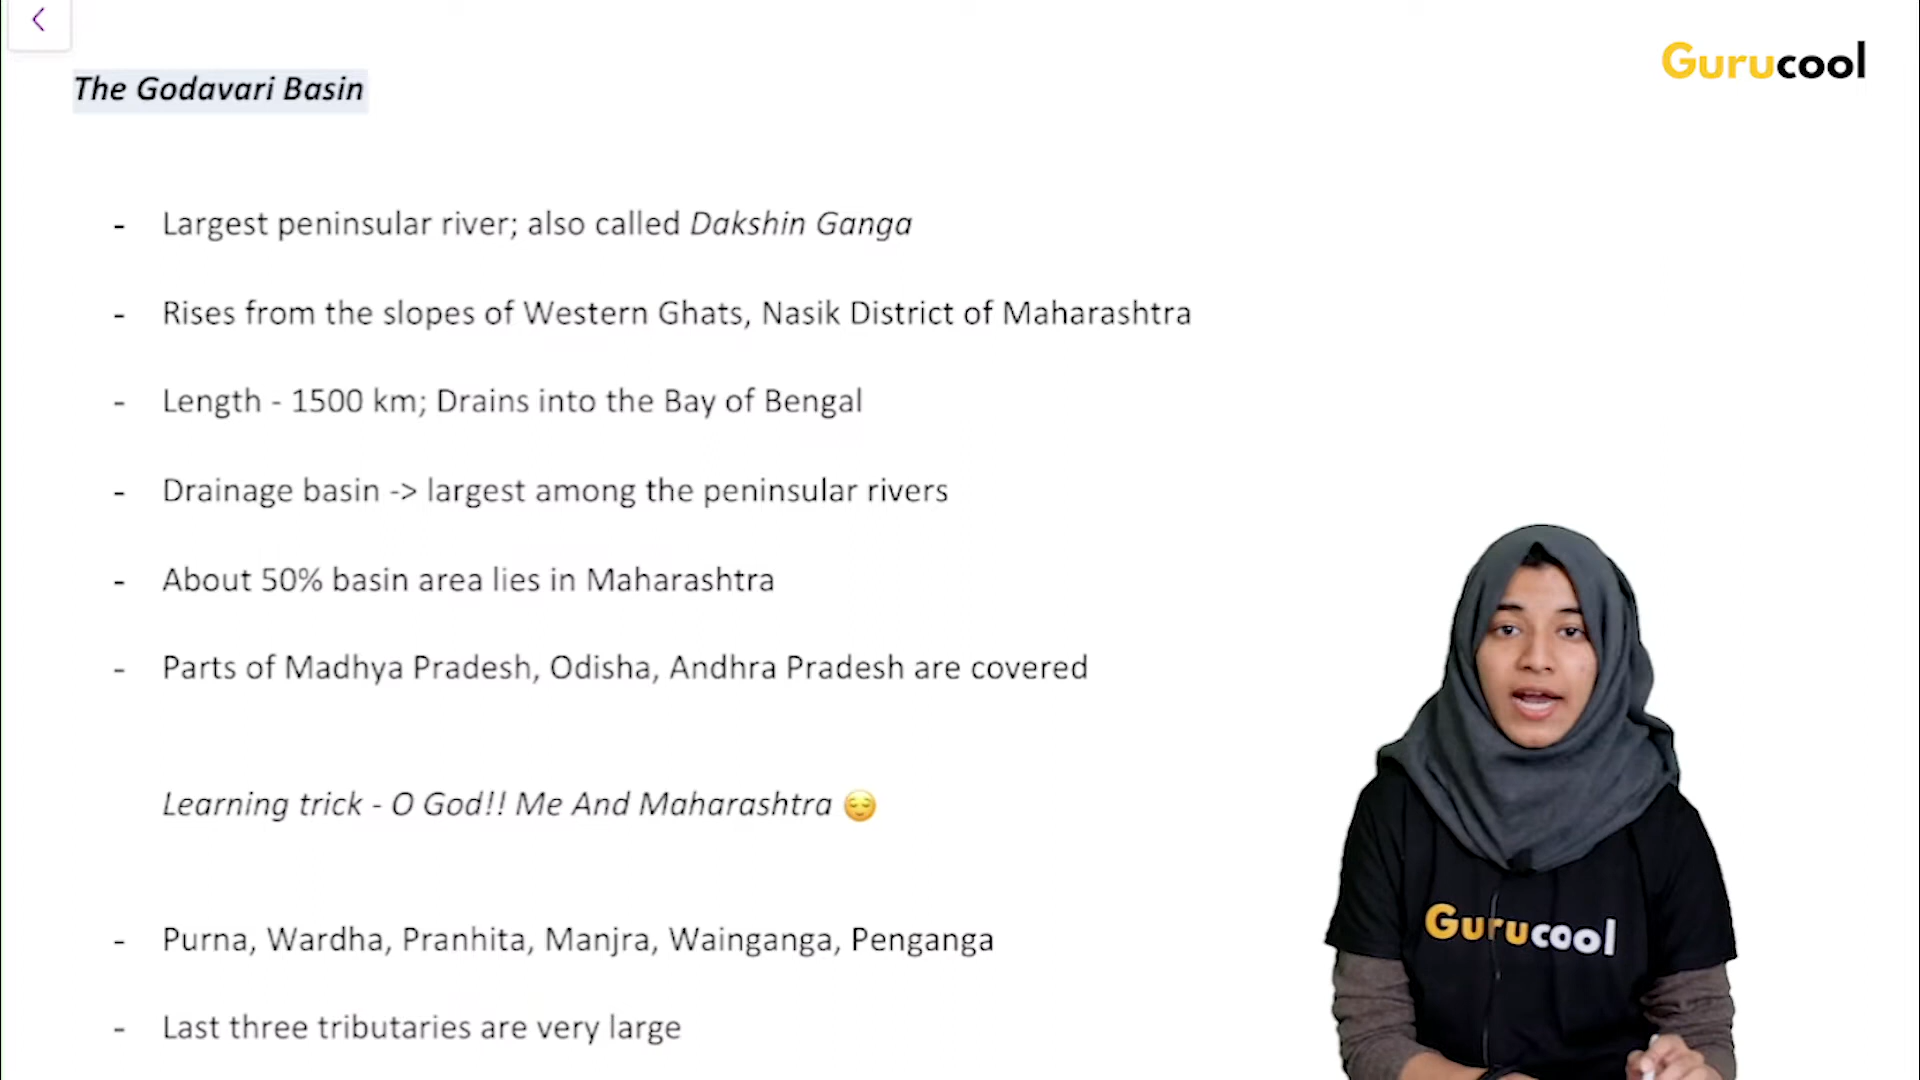 Gurucool
The Godavari Basin
- Largest peninsular river; also called Dakshin Ganga
- Rises from the slopes of Western Ghats, Nasik District of Maharashtra
- Length - 1500 km; Drains into the Bay of Bengal
- Drainage basin -> largest among the peninsular rivers
- About 50% basin area lies in Maharashtra
- Parts of Madhya Pradesh, Odisha, Andhra Pradesh are covered
Learning trick - O God!! Me And Maharashtra 😌
- Purna, Wardha, Pranhita, Manjra, Wainganga, Penganga
- Last three tributaries are very large
Gurucool